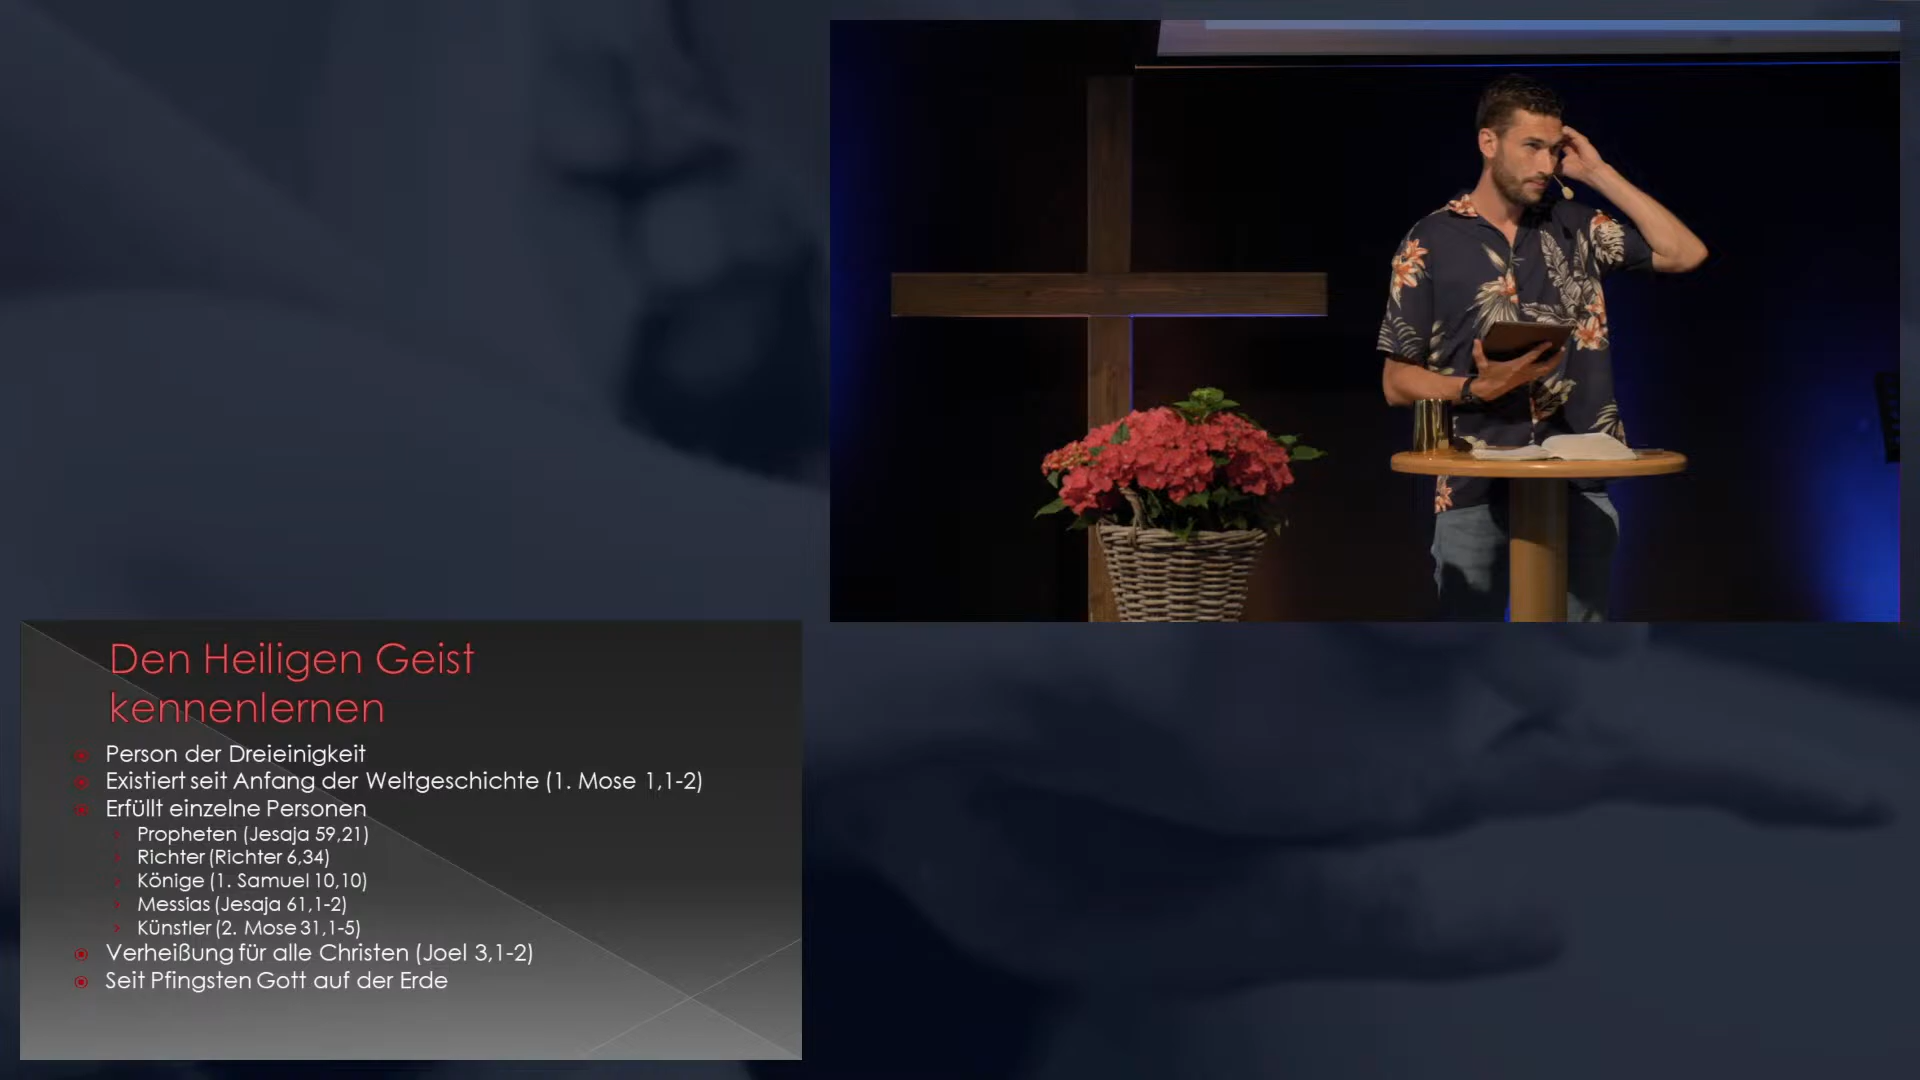 Den Heiligen Geist
kennenlernen
Person der Dreieinigkeit
Existiert seit Anfang der Weltgeschichte (1. Mose 1,1-2)
Erfüllt einzelne Personen
Propheten (Jesaja 59,21)
Richter (Richter 6,34)
Könige (1. Samuel 10,10)
Messias (Jesaja 61,1-2)
Künstler (2. Mose 31,1-5)
Verheißung für alle Christen (Joel 3,1-2)
Seit Pfingsten Gott auf der Erde